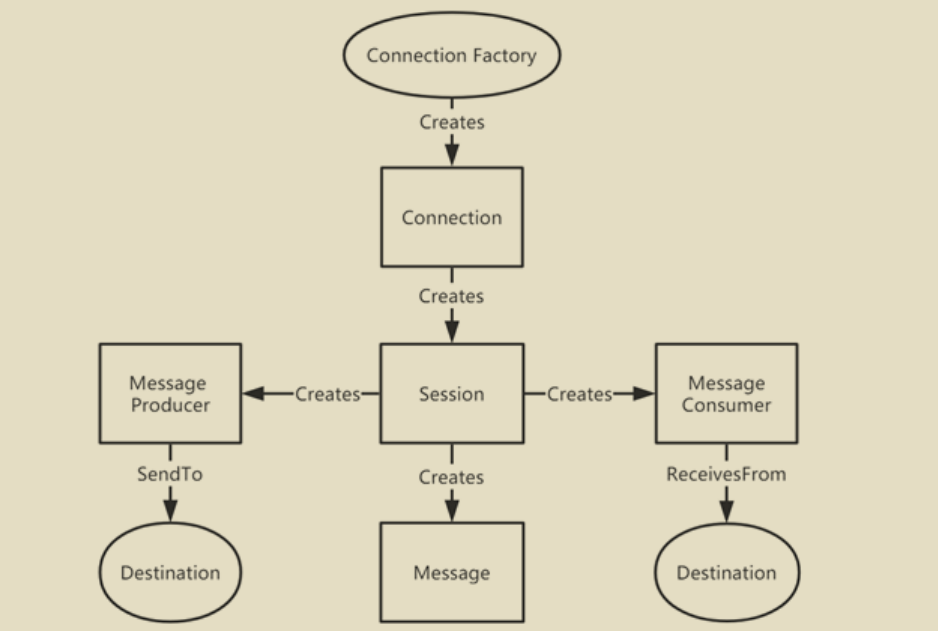 Connection Factory
Creates
Connection
Creates
Message
Producer
Creates
Session
Creates
Message
Consumer
SendTo
Creates
ReceivesFrom
Destination
Message
Destination